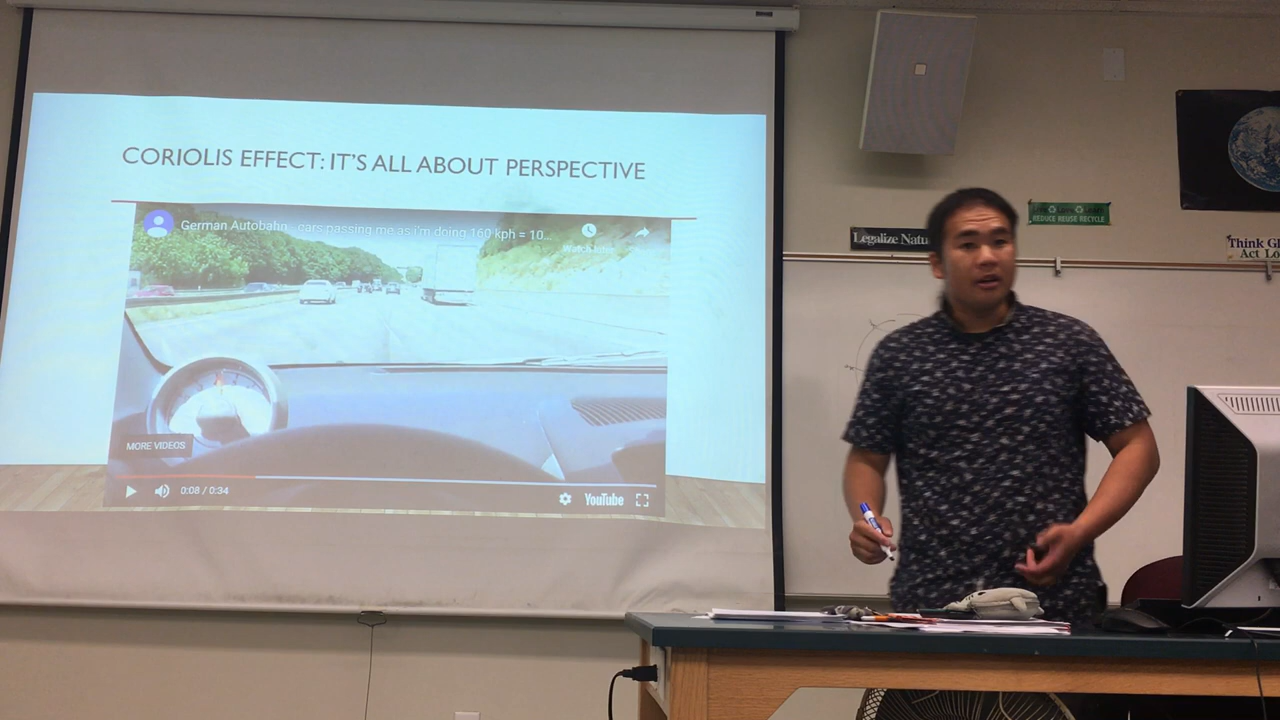 CORIOLIS EFFECT: IT'S ALL ABOUT PERSPECTIVE
German Autobahn - cars passing me as i'm doing 160 kph = 10...
Watch later
MORE VIDEOS
0:08 / 0:34
YouTube
REDUCE REUSE RECYCLE
Legalize Natu
Think Gl
Act Lo